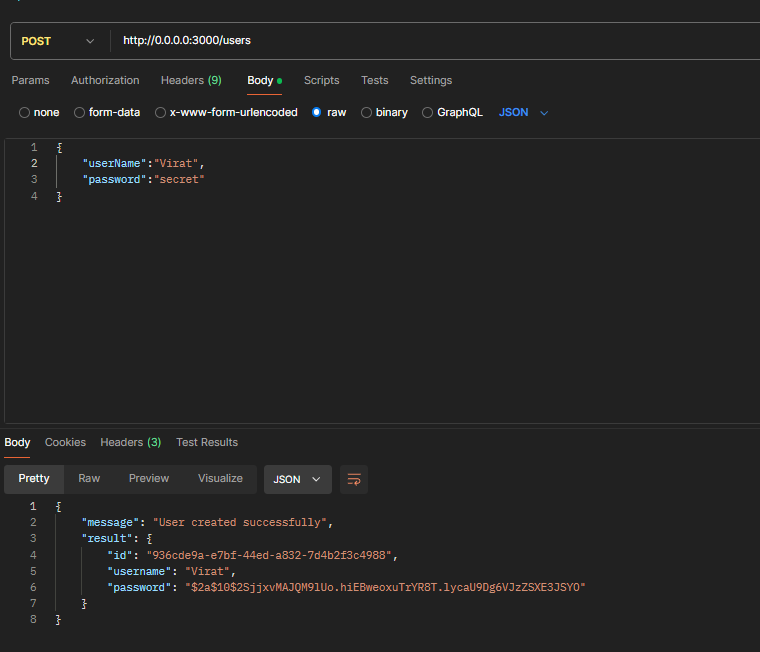 POST http://0.0.0.0:3000/users
Params Authorization Headers (9) Body Scripts Tests Settings
none form-data x-www-form-urlencoded raw binary GraphQL JSON
1 {
2 "userName":"Virat",
3 "password":"secret"
4 }
Body Cookies Headers (3) Test Results
Pretty Raw Preview Visualize JSON
1 {
2 "message": "User created successfully",
3 "result": {
4 "id": "936cde9a-e7bf-44ed-a832-7d4b2f3c4988",
5 "username": "Virat",
6 "password": "$2a$10$2SjjxvMAJQM9lUo.hiEBweoxuTrYR8T.lycaU9Dg6VJzZSXE3JSYO"
7 }
8 }